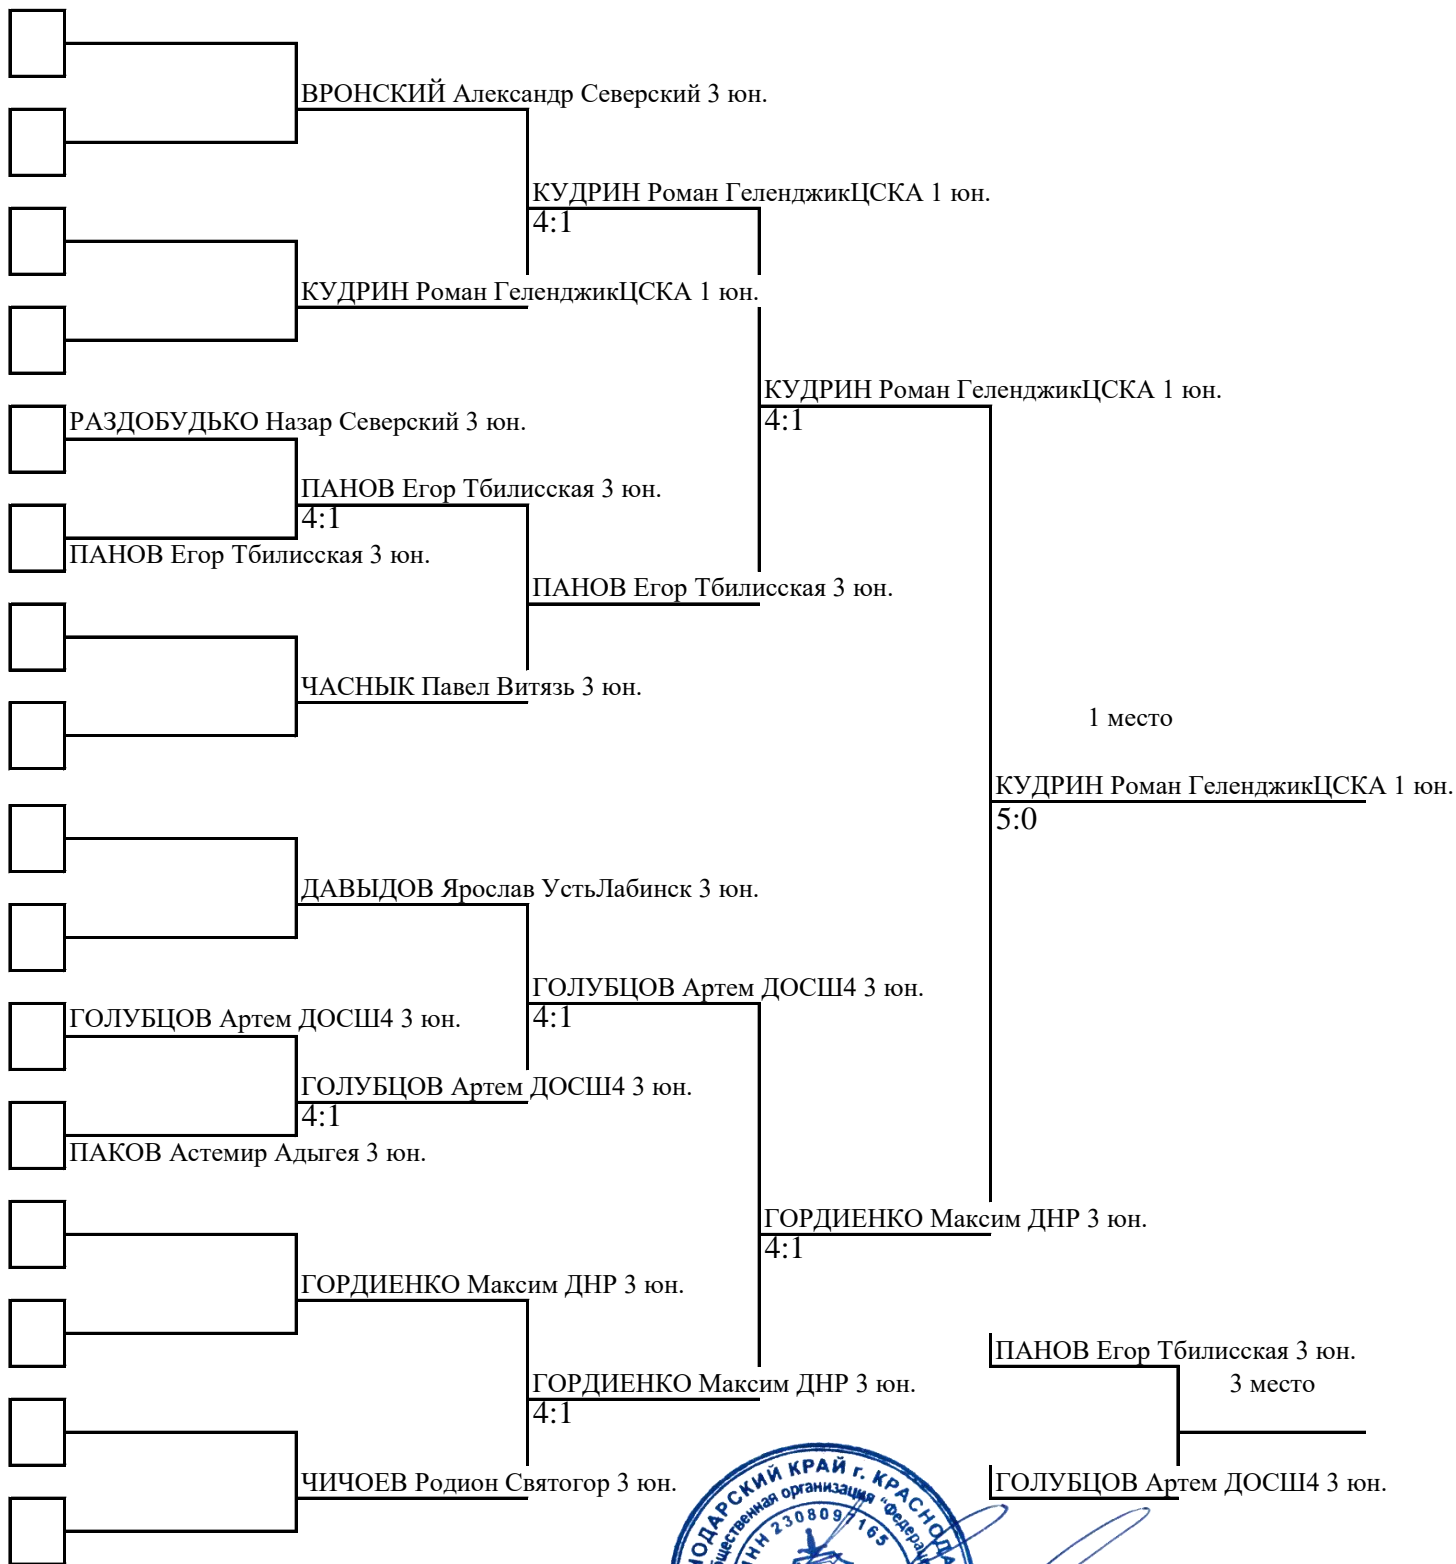 ВРОНСКИЙ Александр Северский 3 юн.
КУДРИН Роман ГеленджикЦСКА 1 юн.
4:1
КУДРИН Роман ГеленджикЦСКА 1 юн.
КУДРИН Роман ГеленджикЦСКА 1 юн.
4:1
РАЗДОБУДЬКО Назар Северский 3 юн.
ПАНОВ Егор Тбилисская 3 юн.
4:1
ПАНОВ Егор Тбилисская 3 юн.
ПАНОВ Егор Тбилисская 3 юн.
ЧАСНЫК Павел Витязь 3 юн.
1 место
КУДРИН Роман ГеленджикЦСКА 1 юн.
5:0
ДАВЫДОВ Ярослав УстьЛабинск 3 юн.
ГОЛУБЦОВ Артем ДОСШ4 3 юн.
4:1
ГОЛУБЦОВ Артем ДОСШ4 3 юн.
ГОЛУБЦОВ Артем ДОСШ4 3 юн.
4:1
ПАКОВ Астемир Адыгея 3 юн.
ГОРДИЕНКО Максим ДНР 3 юн.
4:1
ГОРДИЕНКО Максим ДНР 3 юн.
ПАНОВ Егор Тбилисская 3 юн.
3 место
ГОРДИЕНКО Максим ДНР 3 юн.
4:1
ЧИЧОЕВ Родион Святогор 3 юн.
ГОЛУБЦОВ Артем ДОСШ4 3 юн.
КРАЙ г.
организация
ИНН 2308097165